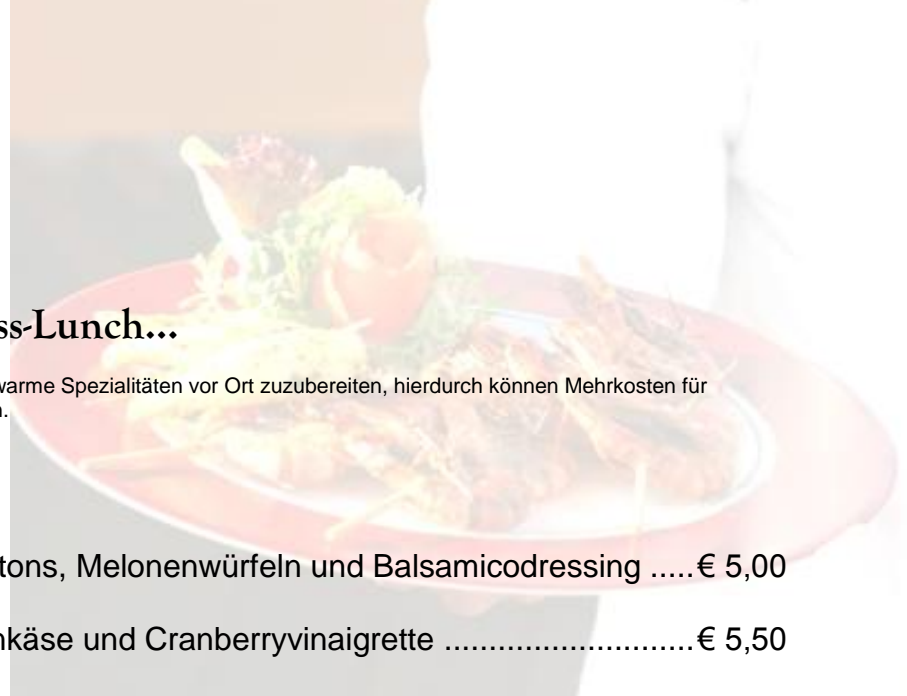 ss-Lunch...
warme Spezialitäten vor Ort zuzubereiten, hierdurch können Mehrkosten für
n.
tons, Melonenwürfeln und Balsamicodressing .....€ 5,00
nkäse und Cranberryvinaigrette ............................€ 5,50